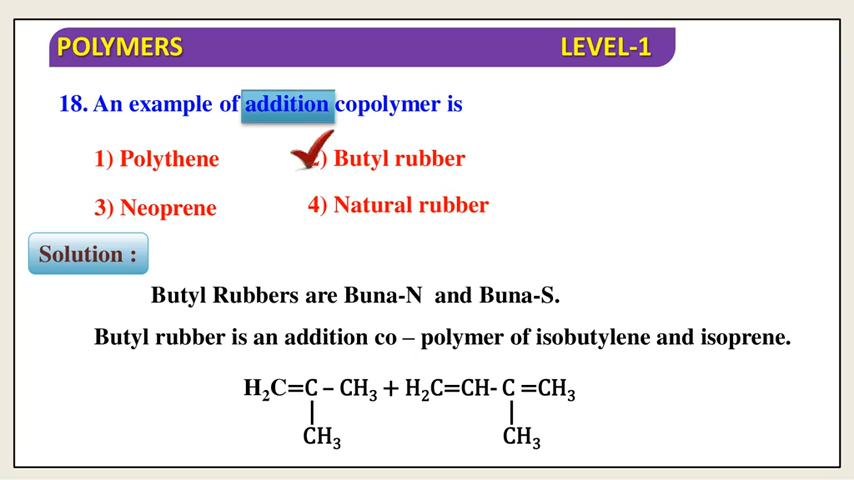 POLYMERS LEVEL-1
18. An example of addition copolymer is
1) Polythene 2) Butyl rubber
3) Neoprene 4) Natural rubber
Solution :
Butyl Rubbers are Buna-N and Buna-S.
Butyl rubber is an addition co – polymer of isobutylene and isoprene.
H₂C=C – CH₃ + H₂C=CH- C =CH₃
| |
CH₃ CH₃